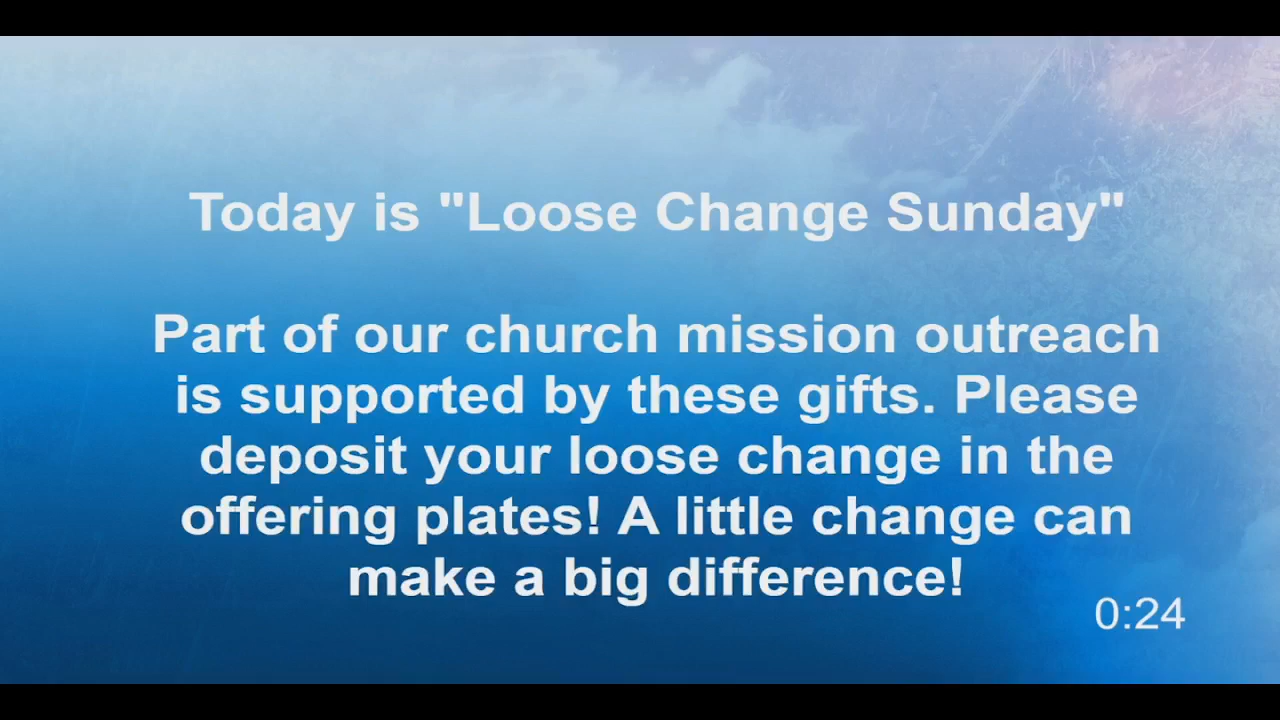 Today is "Loose Change Sunday"
Part of our church mission outreach
is supported by these gifts. Please
deposit your loose change in the
offering plates! A little change can
make a big difference!
0:24